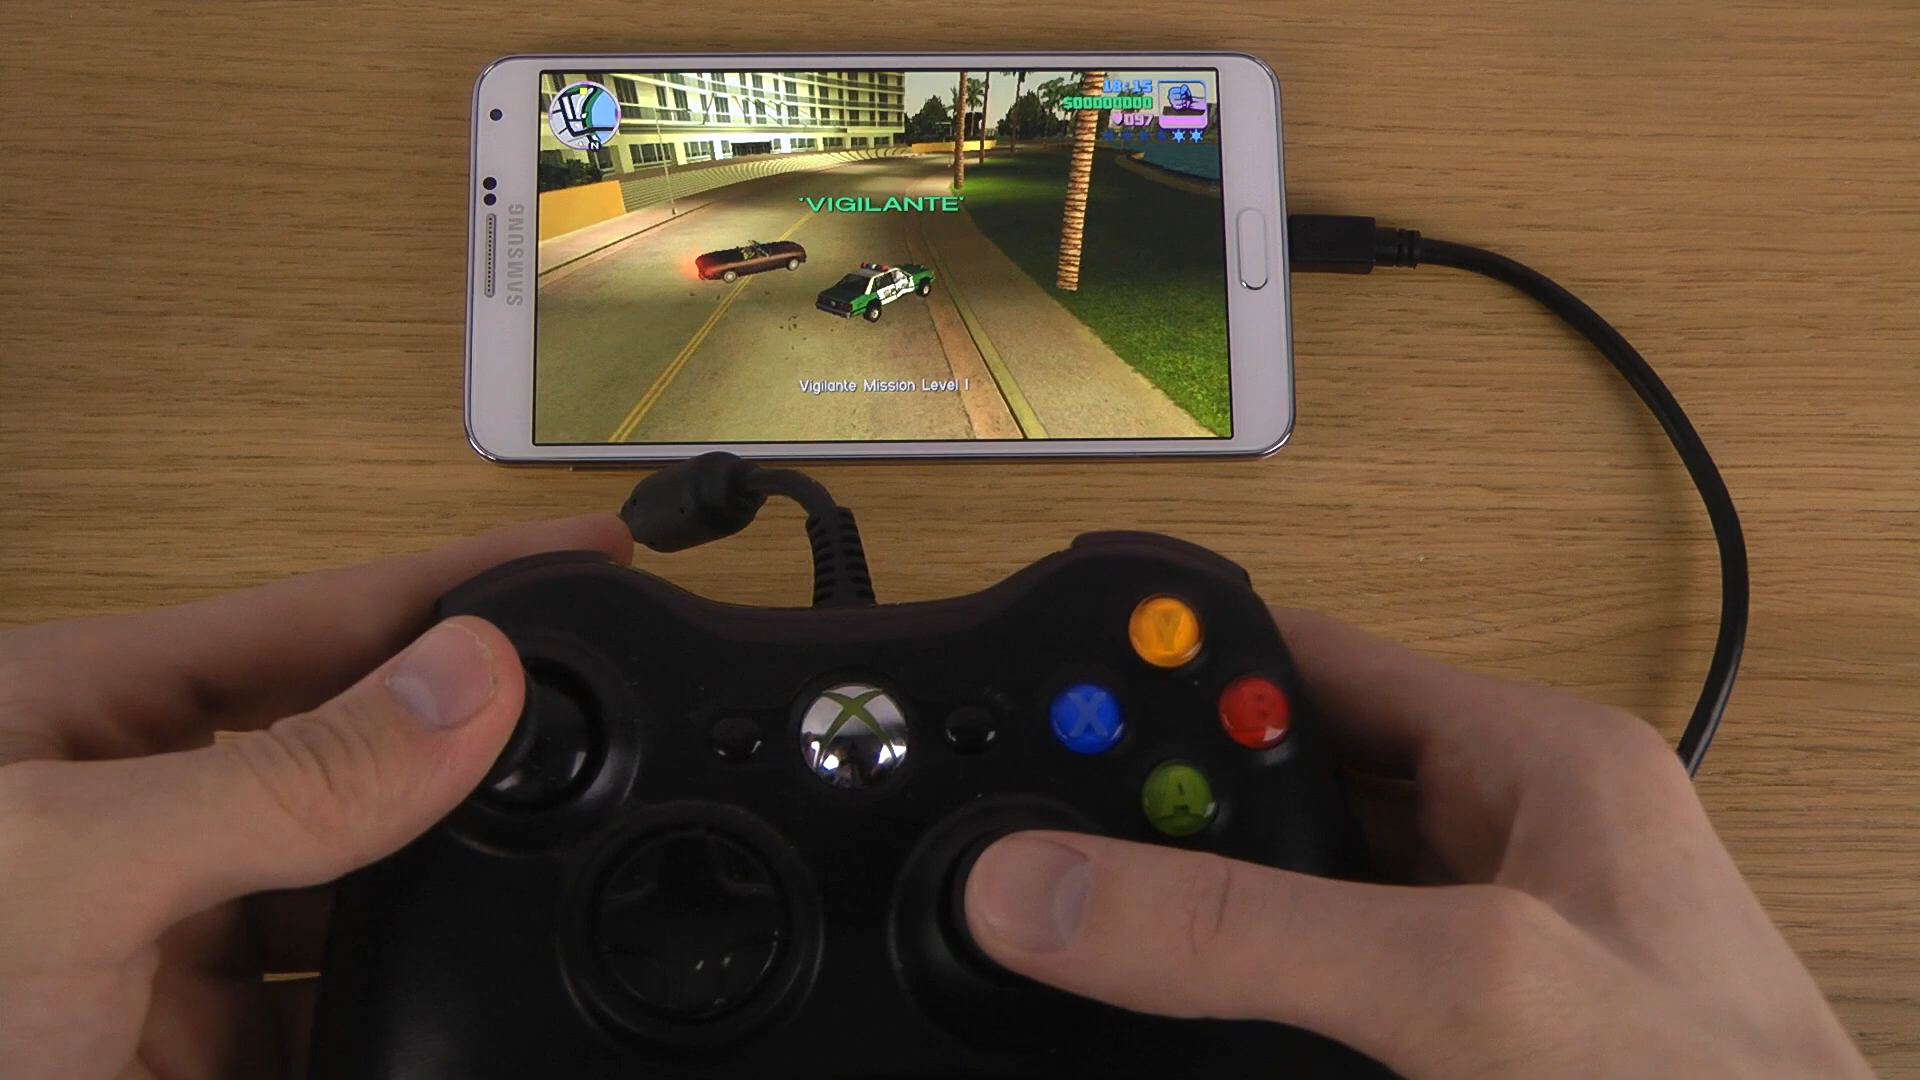 SAMSUNG
N
18:15
$00000000
097
'VIGILANTE'
Vigilante Mission Level 1
Y
X
B
A